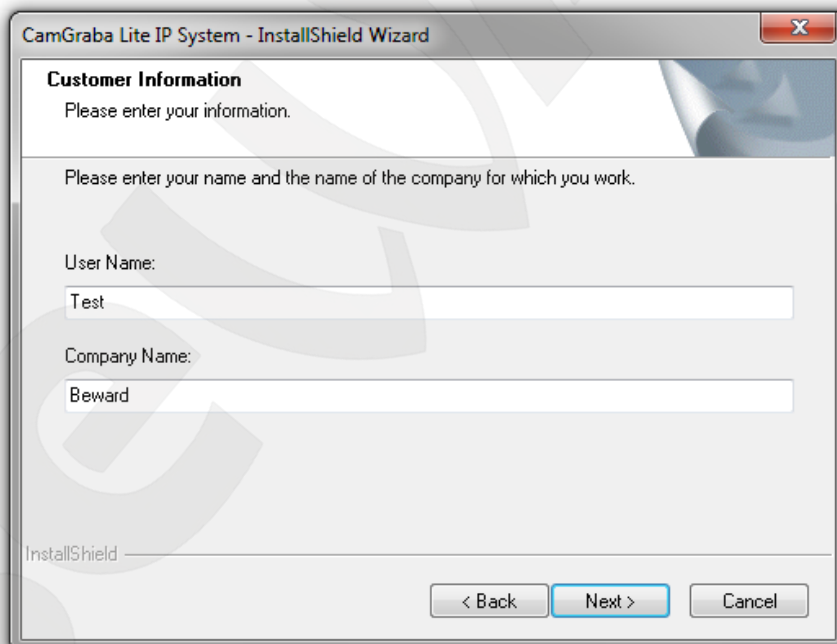 CamGraba Lite IP System - InstallShield Wizard
Customer Information
Please enter your information.
Please enter your name and the name of the company for which you work.
User Name:
Test
Company Name:
Beward
InstallShield
< Back Next > Cancel